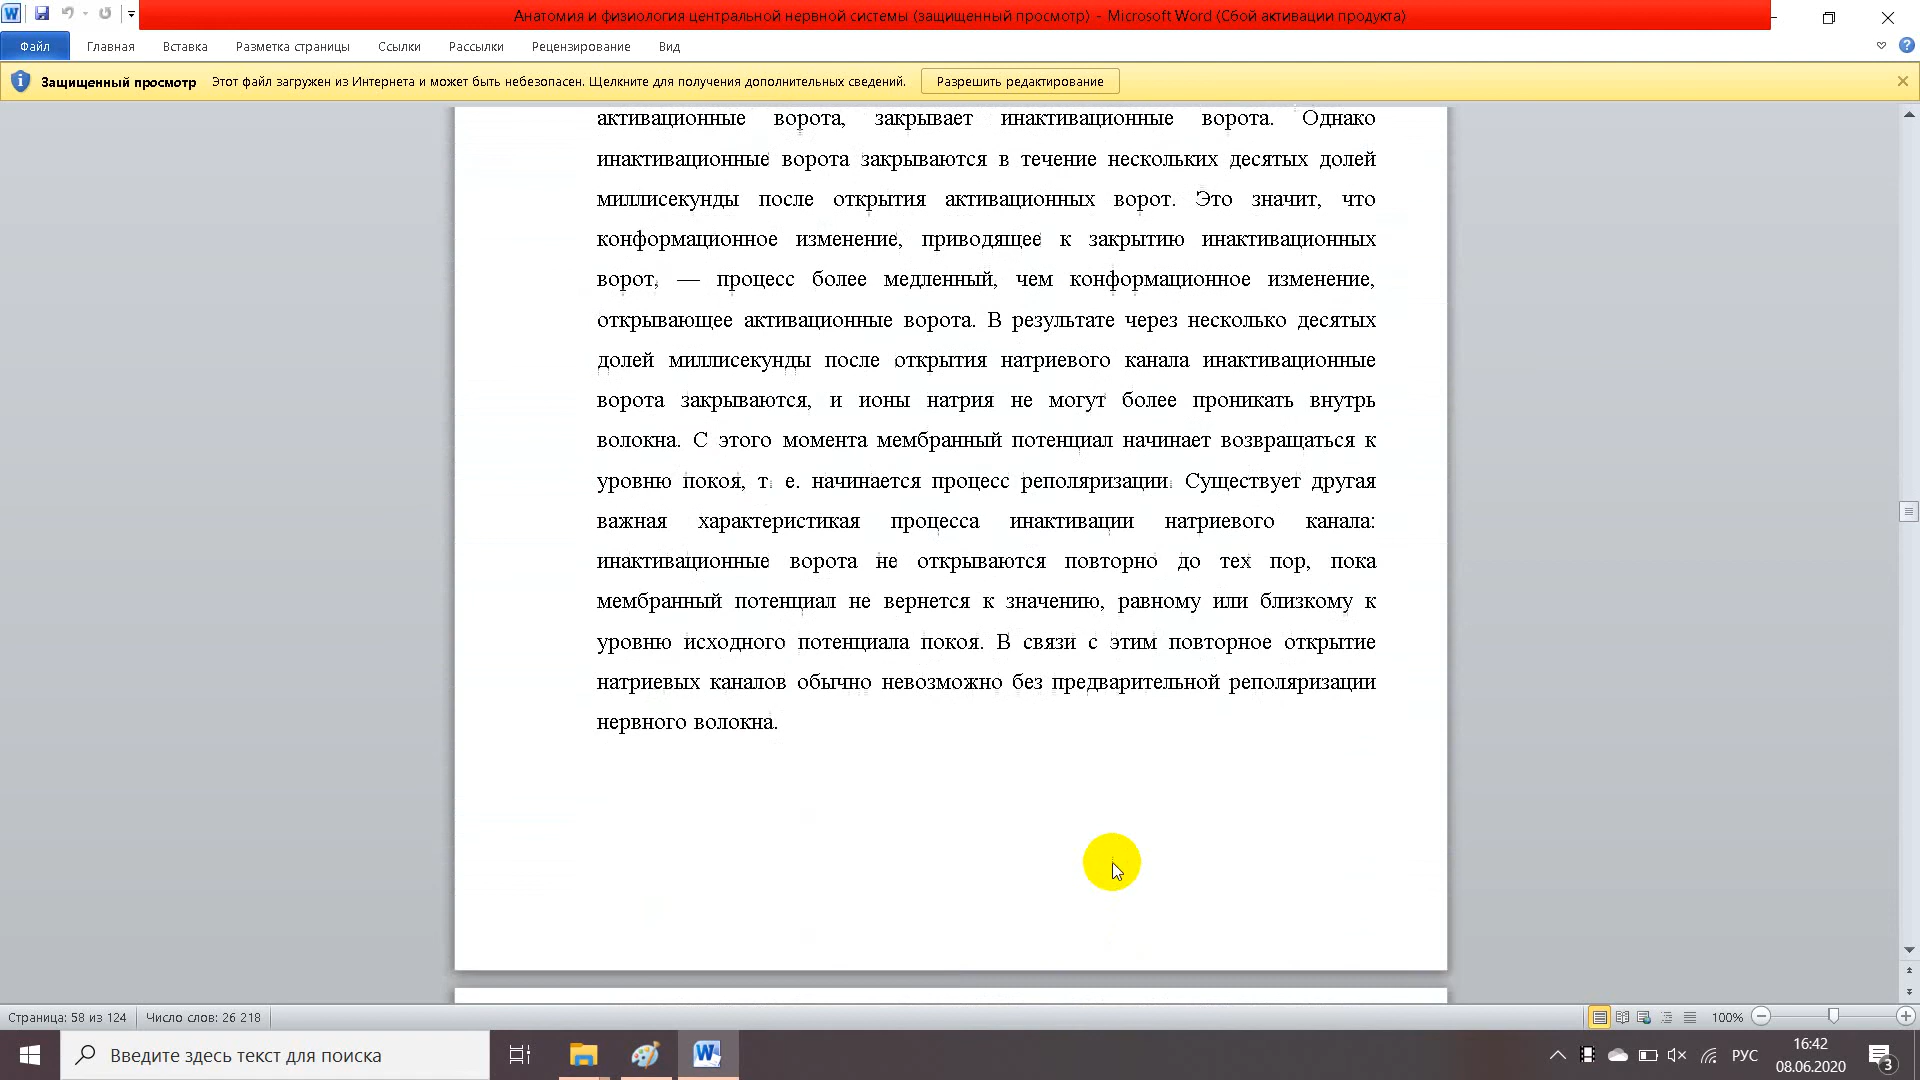 Анатомия и физиология центральной нервной системы (защищенный просмотр) - Microsoft Word (Сбой активации продукта)
Файл Главная Вставка Разметка страницы Ссылки Рассылки Рецензирование Вид
Защищенный просмотр Этот файл загружен из Интернета и может быть небезопасен. Щелкните для получения дополнительных сведений. Разрешить редактирование
активационные ворота, закрывает инактивационные ворота. Однако
инактивационные ворота закрываются в течение нескольких десятых долей
миллисекунды после открытия активационных ворот. Это значит, что
конформационное изменение, приводящее к закрытию инактивационных
ворот, — процесс более медленный, чем конформационное изменение,
открывающее активационные ворота. В результате через несколько десятых
долей миллисекунды после открытия натриевого канала инактивационные
ворота закрываются, и ионы натрия не могут более проникать внутрь
волокна. С этого момента мембранный потенциал начинает возвращаться к
уровню покоя, т. е. начинается процесс реполяризации. Существует другая
важная характеристикая процесса инактивации натриевого канала:
инактивационные ворота не открываются повторно до тех пор, пока
мембранный потенциал не вернется к значению, равному или близкому к
уровню исходного потенциала покоя. В связи с этим повторное открытие
натриевых каналов обычно невозможно без предварительной реполяризации
нервного волокна.
Страница: 58 из 124 Число слов: 26 218 100%
Введите здесь текст для поиска РУС 16:42
08.06.2020 3